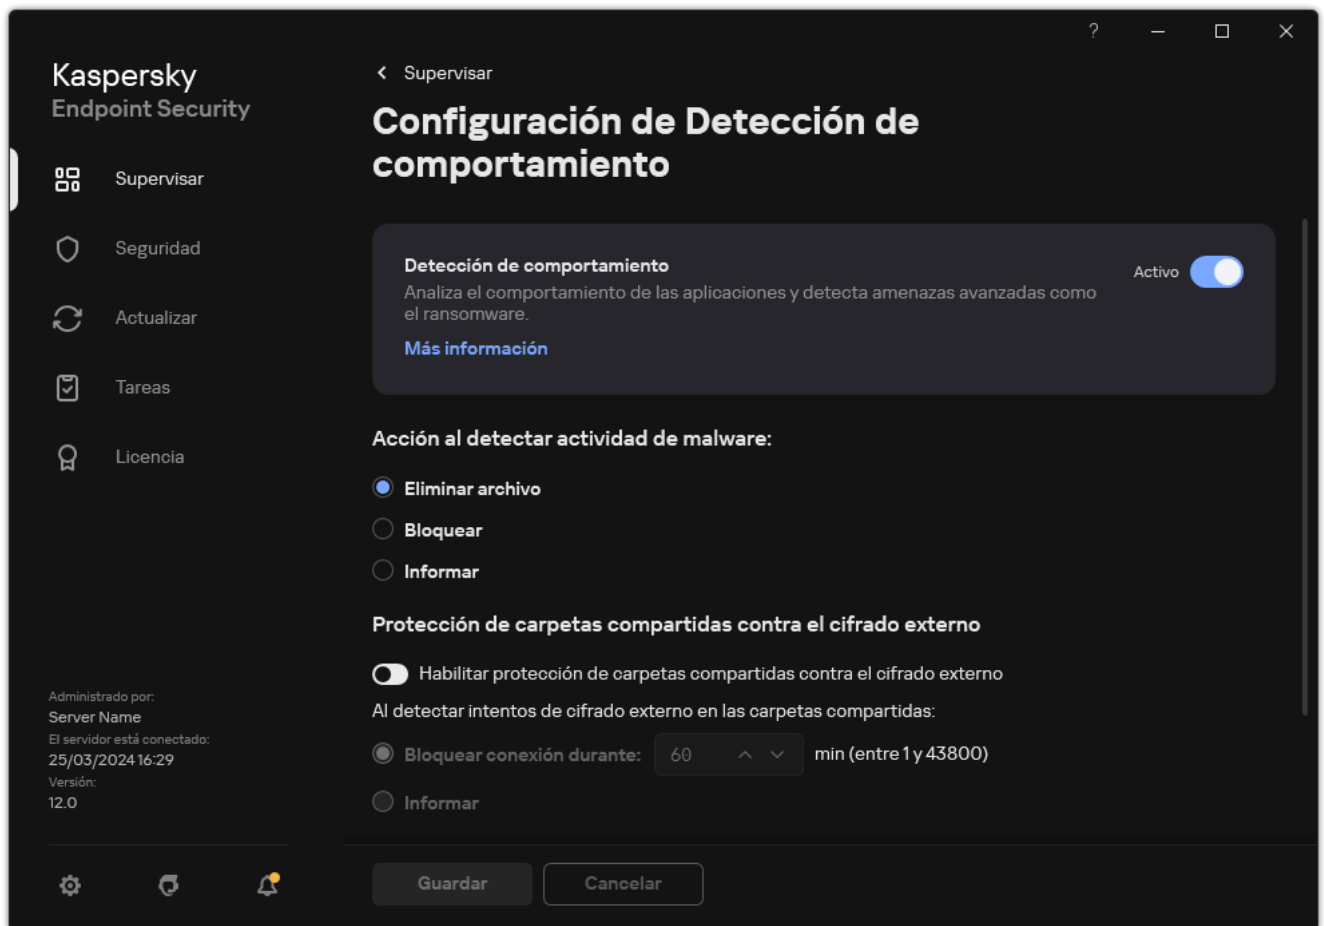 ?
Kaspersky
Endpoint Security
Supervisar
Seguridad
Actualizar
Tareas
Licencia
Administrado por:
Server Name
El servidor está conectado:
25/03/2024 16:29
Versión:
12.0
Supervisar
Configuración de Detección de
comportamiento
Detección de comportamiento
Activo
Analiza el comportamiento de las aplicaciones y detecta amenazas avanzadas como
el ransomware.
Más información
Acción al detectar actividad de malware:
Eliminar archivo
Bloquear
Informar
Protección de carpetas compartidas contra el cifrado externo
Habilitar protección de carpetas compartidas contra el cifrado externo
Al detectar intentos de cifrado externo en las carpetas compartidas:
Bloquear conexión durante: 60 min (entre 1 y 43800)
Informar
Guardar Cancelar